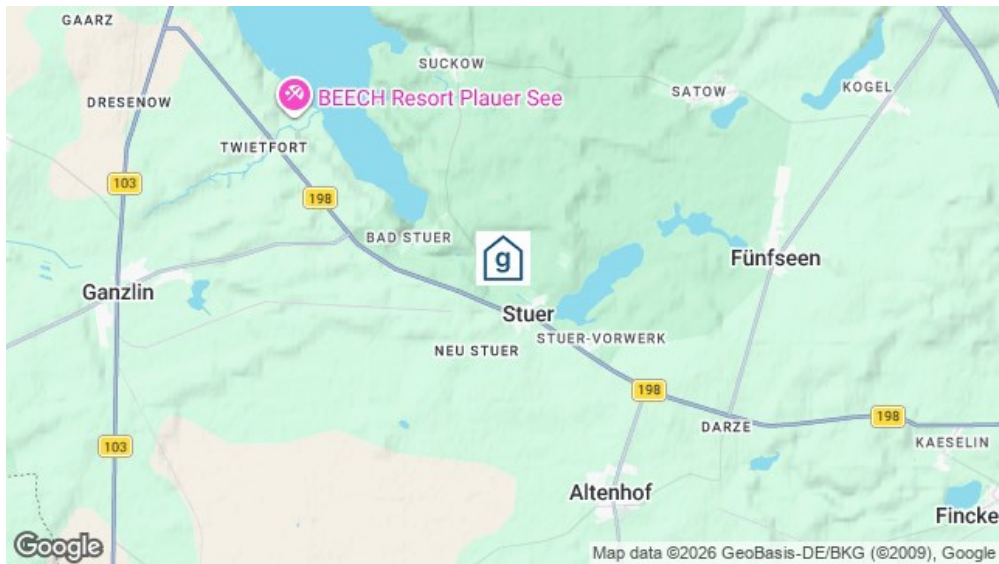 GAARZ
SUCKOW
BEECH Resort Plauer See
SATOW
KOGEL
DRESENOW
TWIETFORT
103
198
BAD STUER
g
Fünfseen
Ganzlin
Stuer
STUER-VORWERK
NEU STUER
198
198
DARZE
KAESELIN
103
Altenhof
Fincke
Google
Map data ©2026 GeoBasis-DE/BKG (©2009), Google